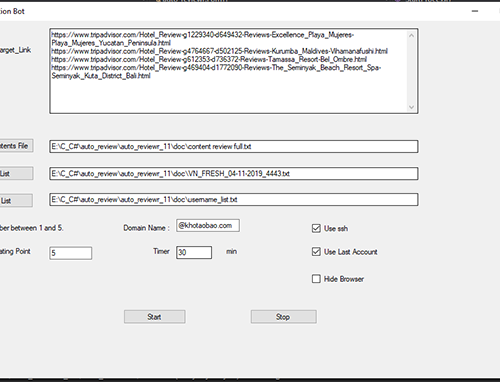 tion Bot
https://www.tripadvisor.com/Hotel_Review-g1229340-d649432-Reviews-Excellence_Playa_Mujeres-
arget_Link
Playa_Mujeres_Yucatan_Peninsula.html
https://www.tripadvisor.com/Hotel_Review-g4764667-d502125-Reviews-Kurumba_Maldives-Vihamanafushi.html
https://www.tripadvisor.com/Hotel_Review-g612353-d736372-Reviews-Tamassa_Resort-Bel_Ombre.html
https://www.tripadvisor.com/Hotel_Review-g469404-d1772090-Reviews-The_Seminyak_Beach_Resort_Spa-
Seminyak_Kuta_District_Bali.html
ntents File E:\C_C#\auto_review\auto_reviewr_11\doc\content review full.txt
List E:\C_C#\auto_review\auto_reviewr_11\doc\VN_FRESH_04-11-2019_4443.txt
List E:\C_C#\auto_review\auto_reviewr_11\doc\username_list.txt
ber between 1 and 5. Domain Name : @khotaobao.com Use ssh
ating Point 5 Timer 30 min Use Last Account
Hide Browser
Start Stop